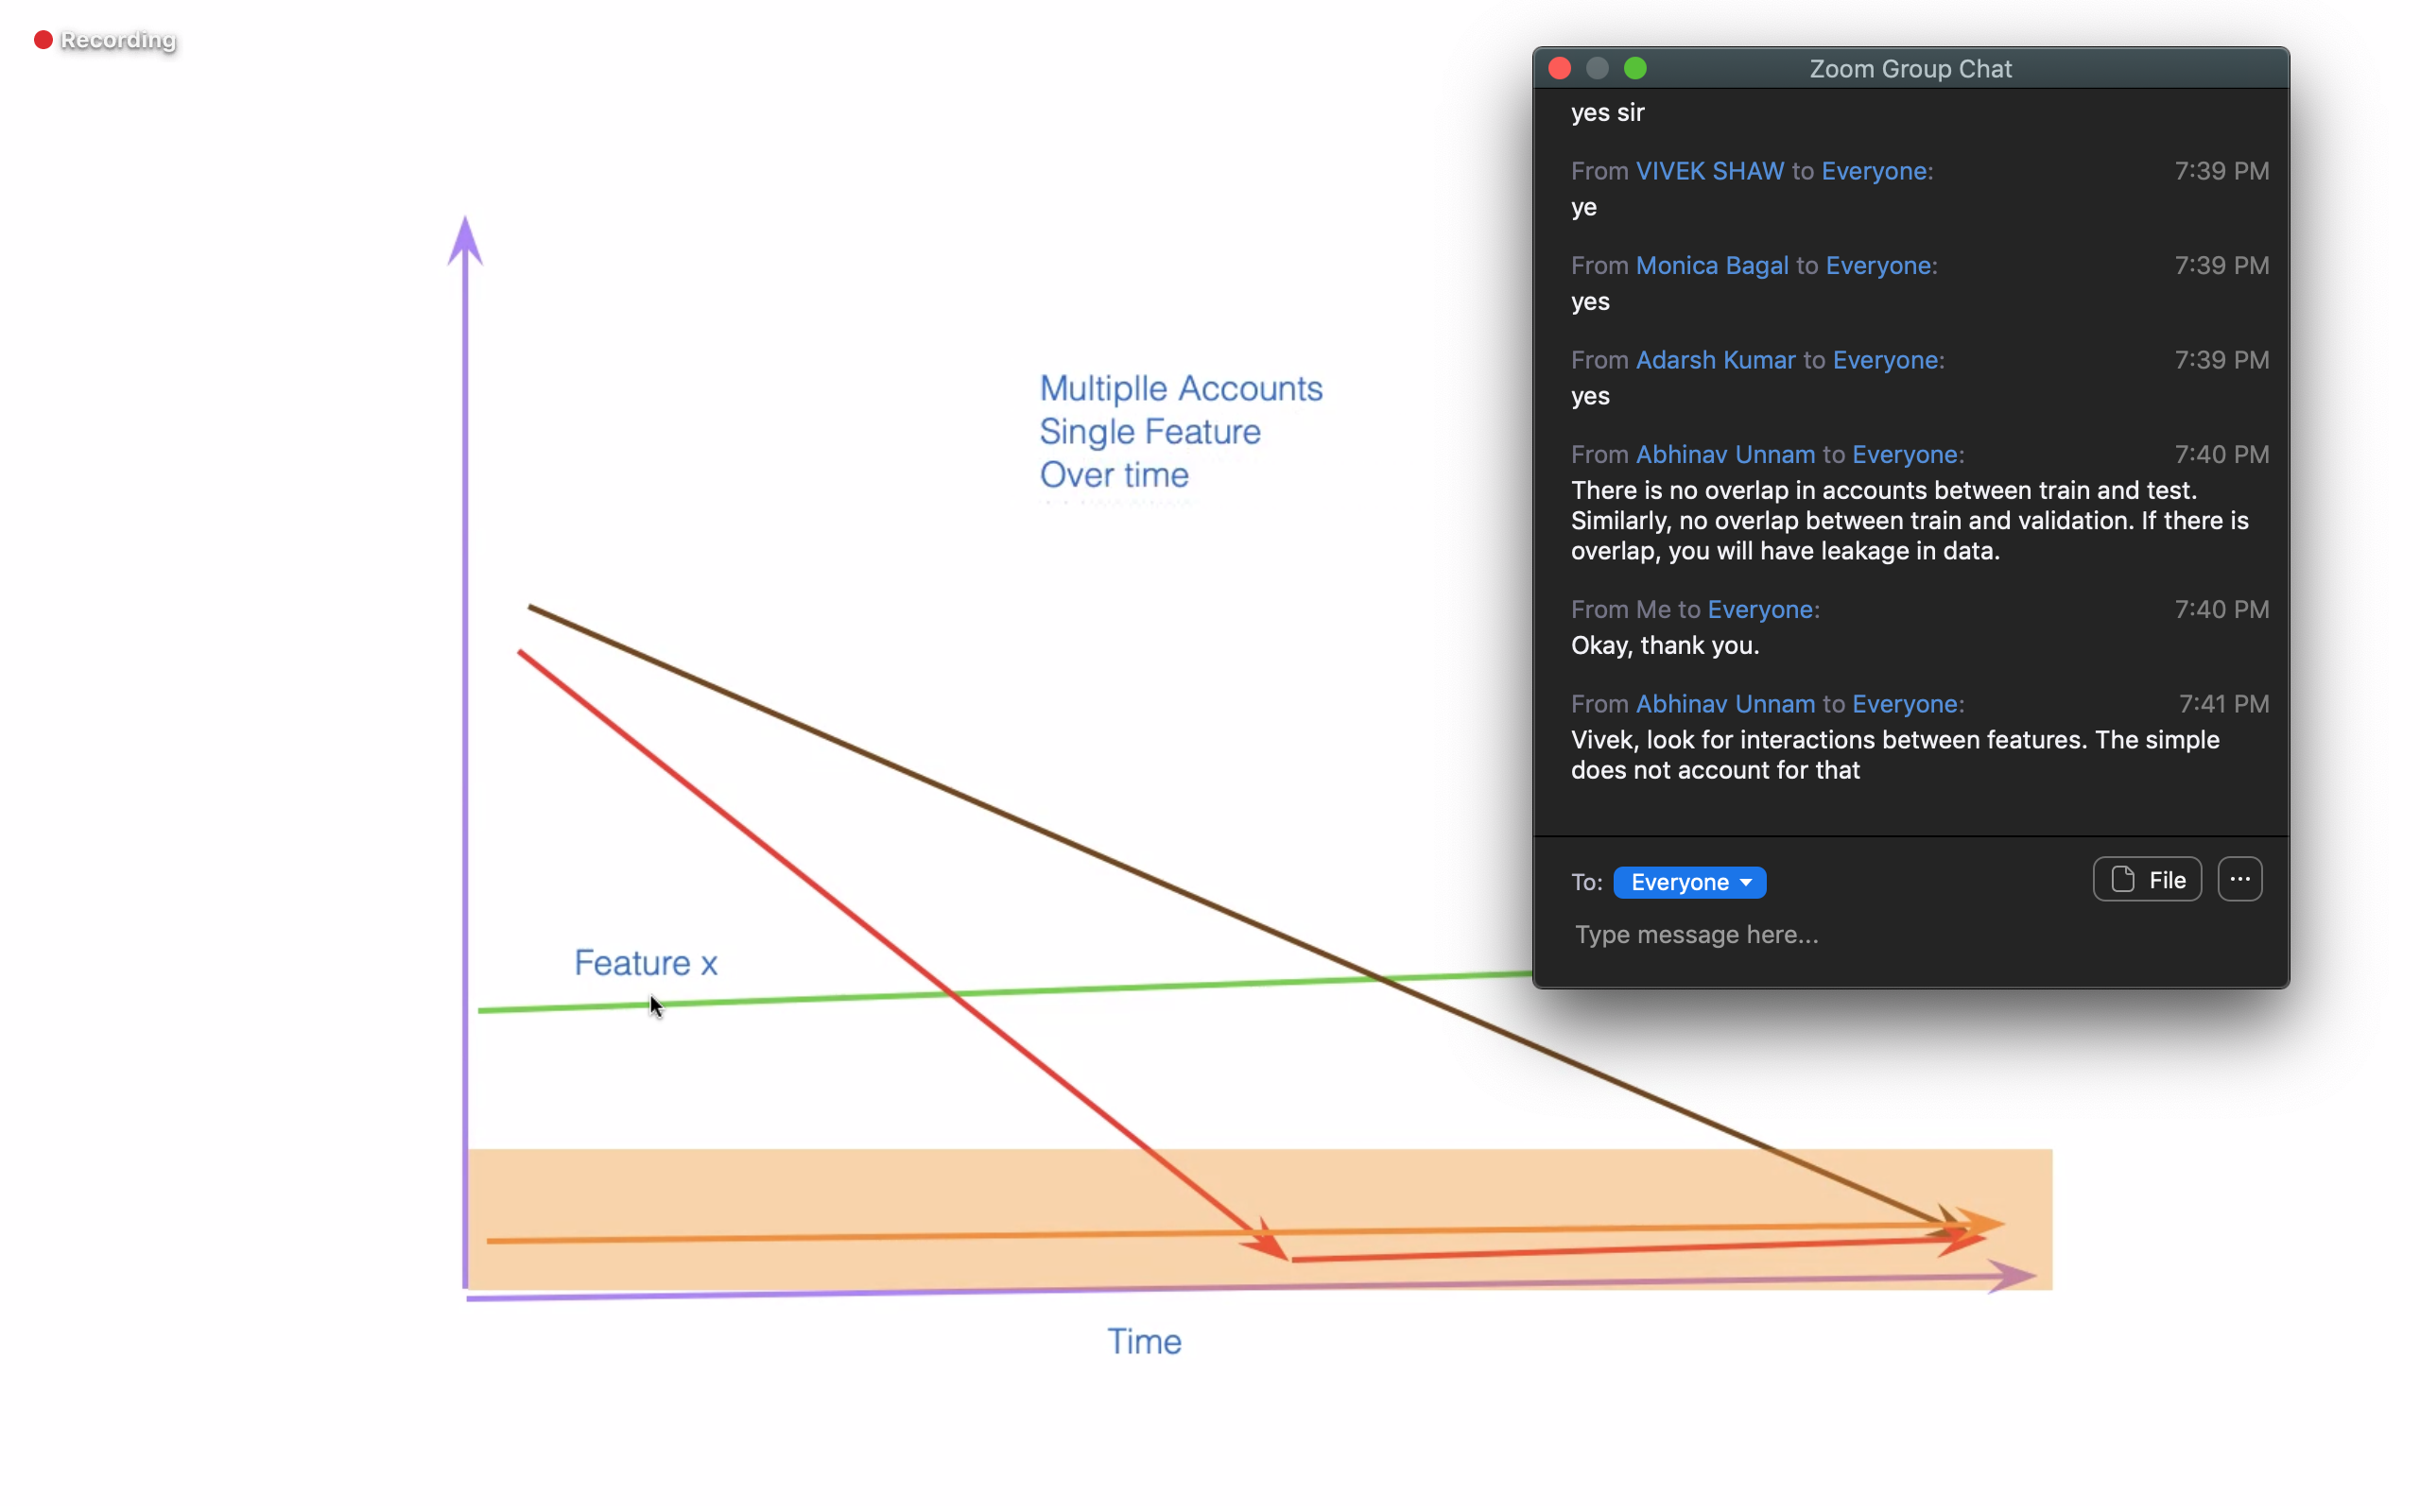 Recording
Multiplle Accounts
Single Feature
Over time
Feature x
Time
Zoom Group Chat
yes sir
From VIVEK SHAW to Everyone: 7:39 PM
ye
From Monica Bagal to Everyone: 7:39 PM
yes
From Adarsh Kumar to Everyone: 7:39 PM
yes
From Abhinav Unnam to Everyone: 7:40 PM
There is no overlap in accounts between train and test.
Similarly, no overlap between train and validation. If there is
overlap, you will have leakage in data.
From Me to Everyone: 7:40 PM
Okay, thank you.
From Abhinav Unnam to Everyone: 7:41 PM
Vivek, look for interactions between features. The simple
does not account for that
To: Everyone File ...
Type message here...